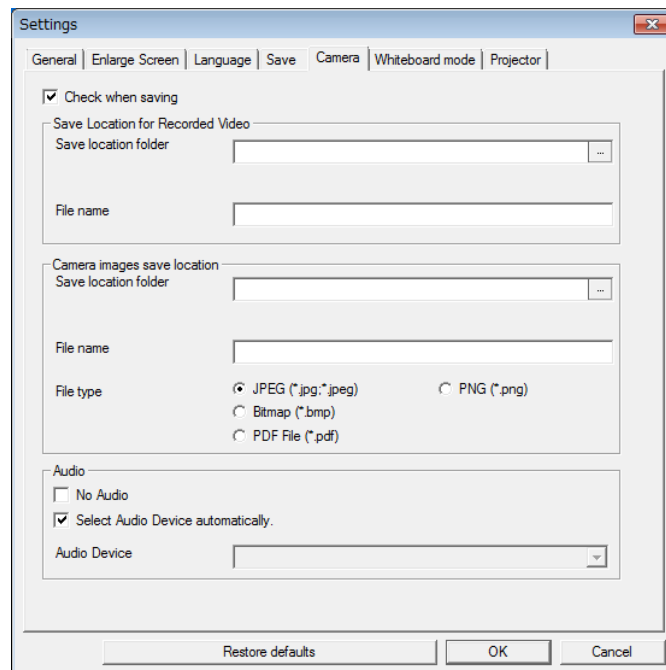 Settings
General Enlarge Screen Language Save Camera Whiteboard mode Projector
Check when saving
Save Location for Recorded Video
Save location folder
...
File name
Camera images save location
Save location folder
...
File name
File type JPEG (*.jpg;*.jpeg) PNG (*.png)
Bitmap (*.bmp)
PDF File (*.pdf)
Audio
No Audio
Select Audio Device automatically.
Audio Device
Restore defaults OK Cancel